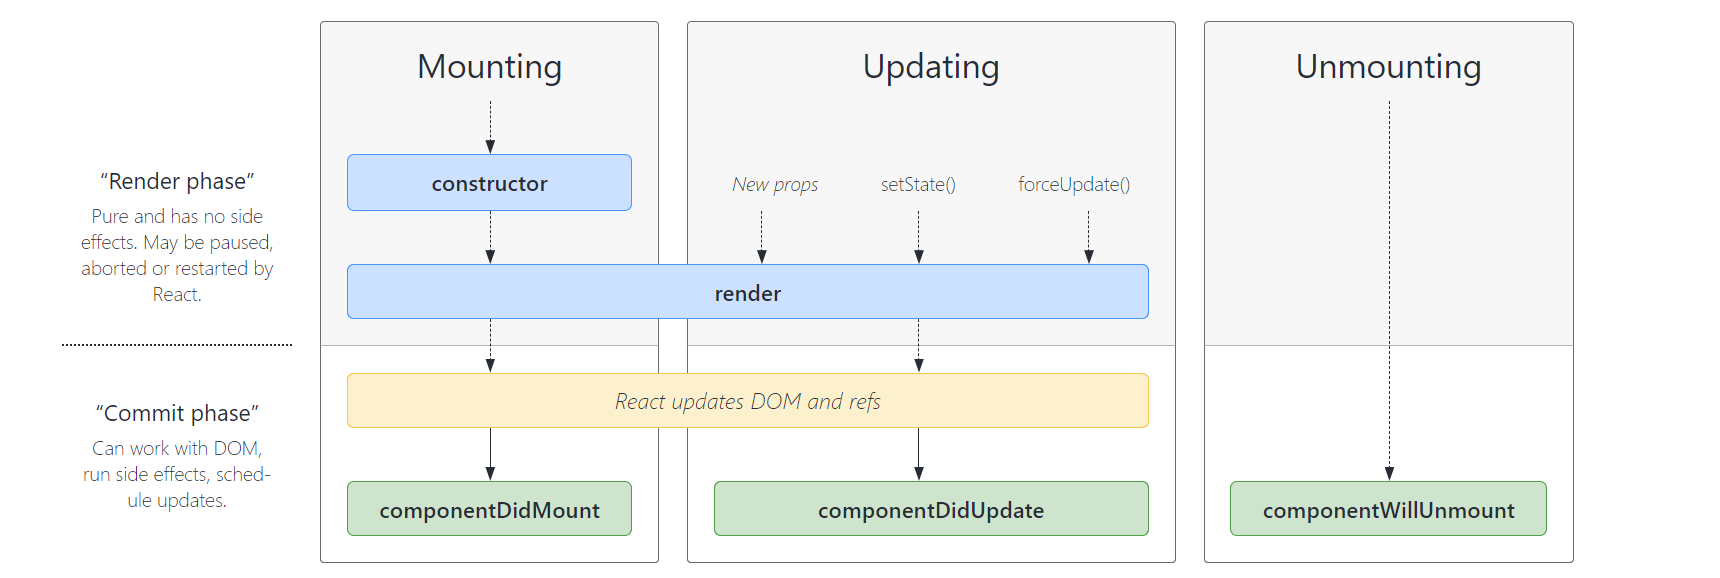 Mounting
Updating
Unmounting
“Render phase”
Pure and has no side
effects. May be paused,
aborted or restarted by
React.
constructor
New props
setState()
forceUpdate()
render
“Commit phase”
Can work with DOM,
run side effects, sched-
ule updates.
React updates DOM and refs
componentDidMount
componentDidUpdate
componentWillUnmount